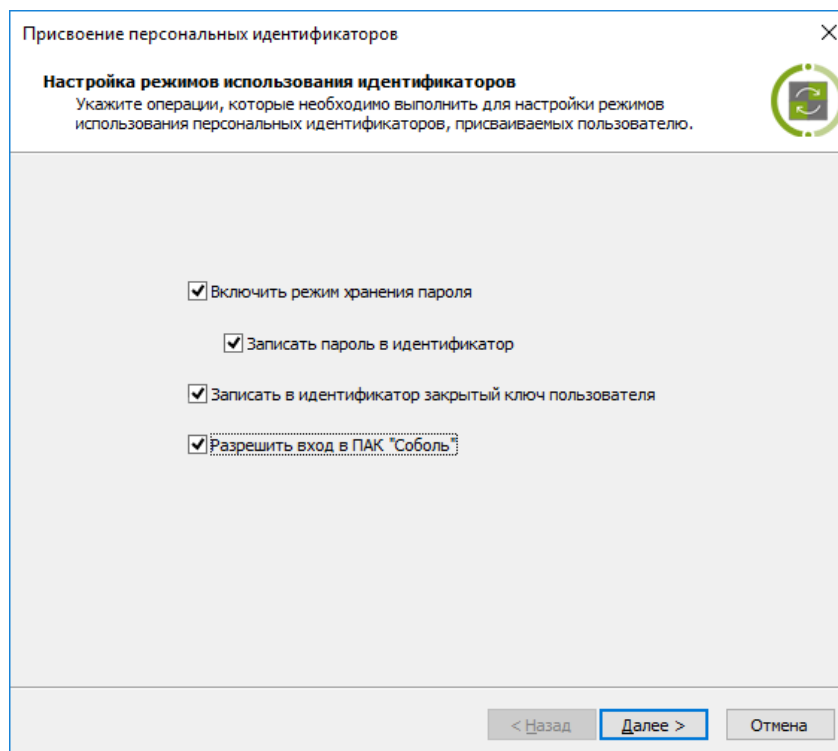 Присвоение персональных идентификаторов
Настройка режимов использования идентификаторов
Укажите операции, которые необходимо выполнить для настройки режимов
использования персональных идентификаторов, присваиваемых пользователю.
Включить режим хранения пароля
Записать пароль в идентификатор
Записать в идентификатор закрытый ключ пользователя
Разрешить вход в ПАК "Соболь"
< Назад Далее > Отмена